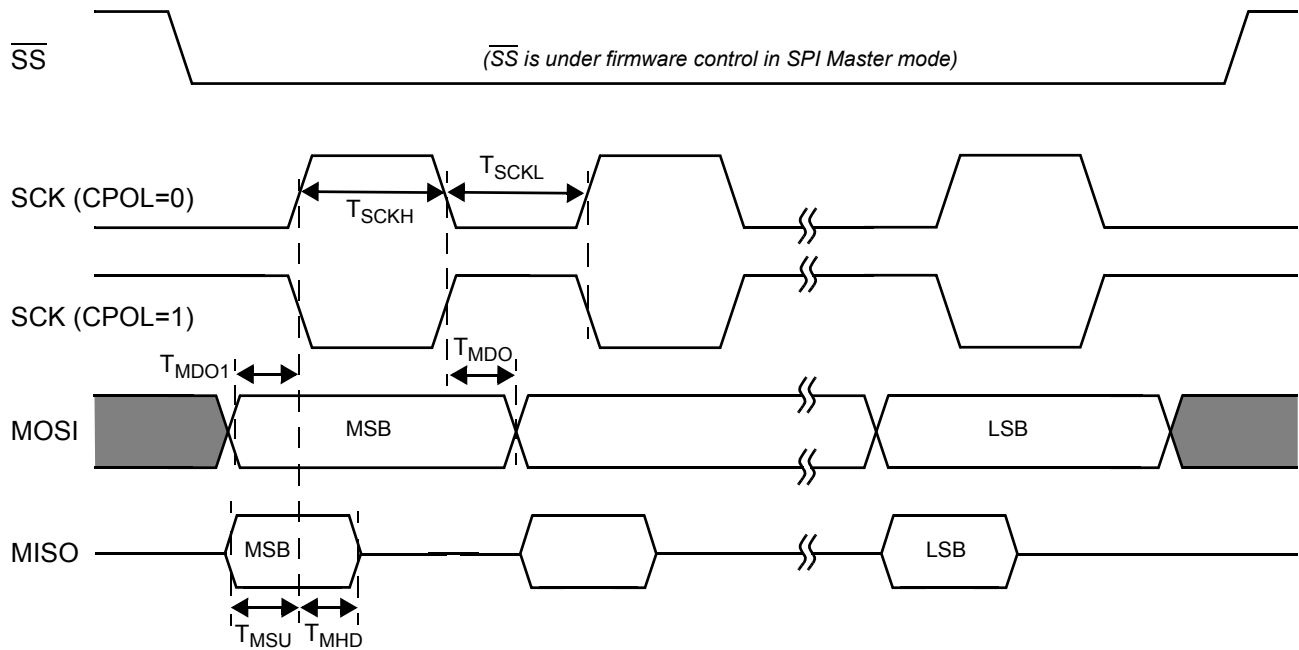 SS
(SS is under firmware control in SPI Master mode)
SCK (CPOL=0)
TSCKH
TSCKL
SCK (CPOL=1)
TMDO1
TMDO
MOSI
MSB
LSB
MISO
MSB
LSB
TMSU
TMHD